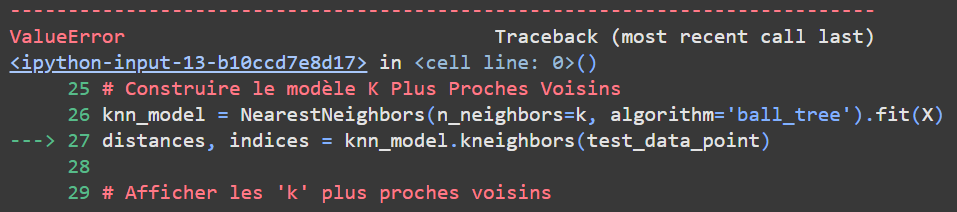 ---------------------------------------------------------------------------
ValueError                                Traceback (most recent call last)
<ipython-input-13-b10ccd7e8d17> in <cell line: 0>()
     25 # Construire le modèle K Plus Proches Voisins
     26 knn_model = NearestNeighbors(n_neighbors=k, algorithm='ball_tree').fit(X)
---> 27 distances, indices = knn_model.kneighbors(test_data_point)
     28
     29 # Afficher les 'k' plus proches voisins